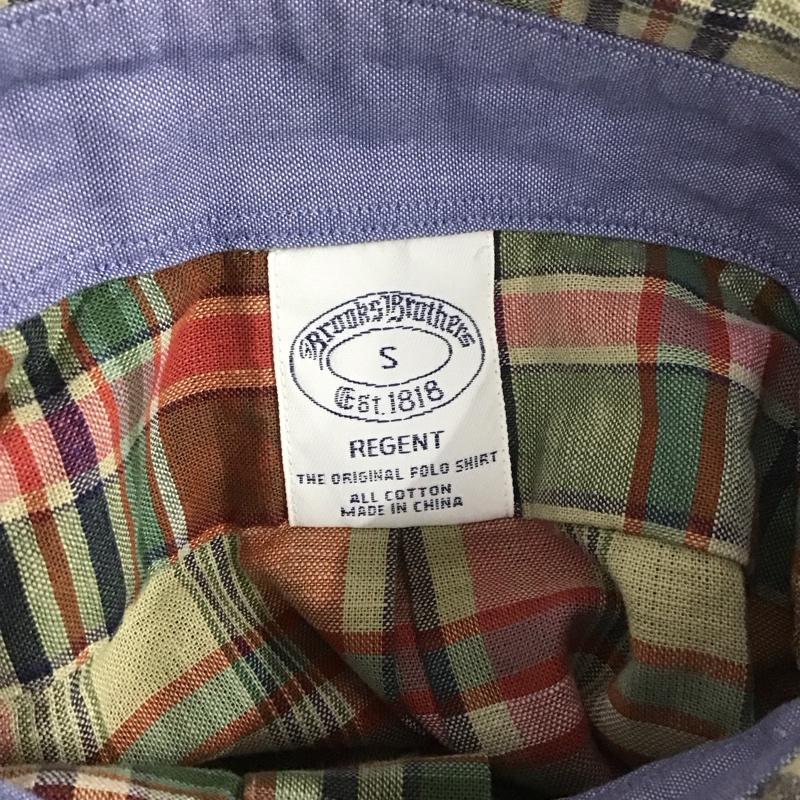 Brooks Brothers
S
Est. 1818
REGENT
THE ORIGINAL POLO SHIRT
ALL COTTON
MADE IN CHINA